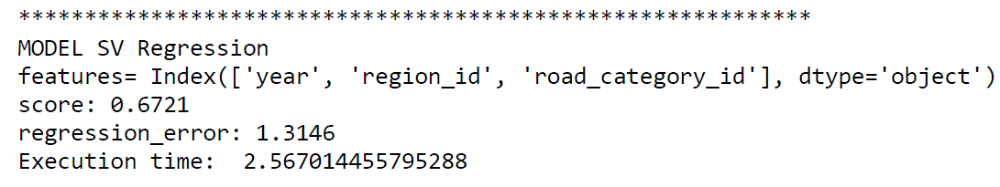 ************************************************************
MODEL SV Regression
features= Index(['year', 'region_id', 'road_category_id'], dtype='object')
score: 0.6721
regression_error: 1.3146
Execution time:  2.567014455795288